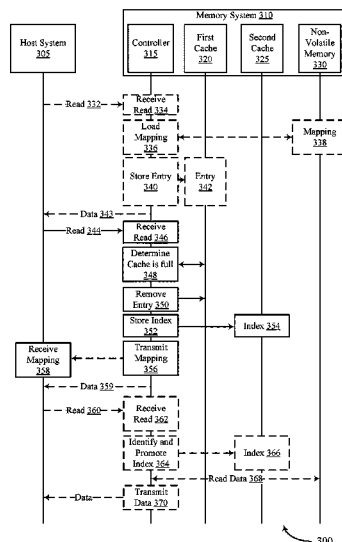 Memory System 310
Host System
305
Controller
315
First
Cache
320
Second
Cache
325
Non-
Volatile
Memory
330
Read 332
Receive
Read 334
Load
Mapping
336
Mapping
338
Store Entry
340
Entry
342
Data 343
Read 344
Receive
Read 346
Determine
Cache is full
348
Remove
Entry 350
Store Index
352
Index 354
Receive
Mapping
358
Transmit
Mapping
356
Data 359
Read 360
Receive
Read 362
Identify and
Promote
Index 364
Index 366
Read Data 368
Data
Transmit
Data 370
300